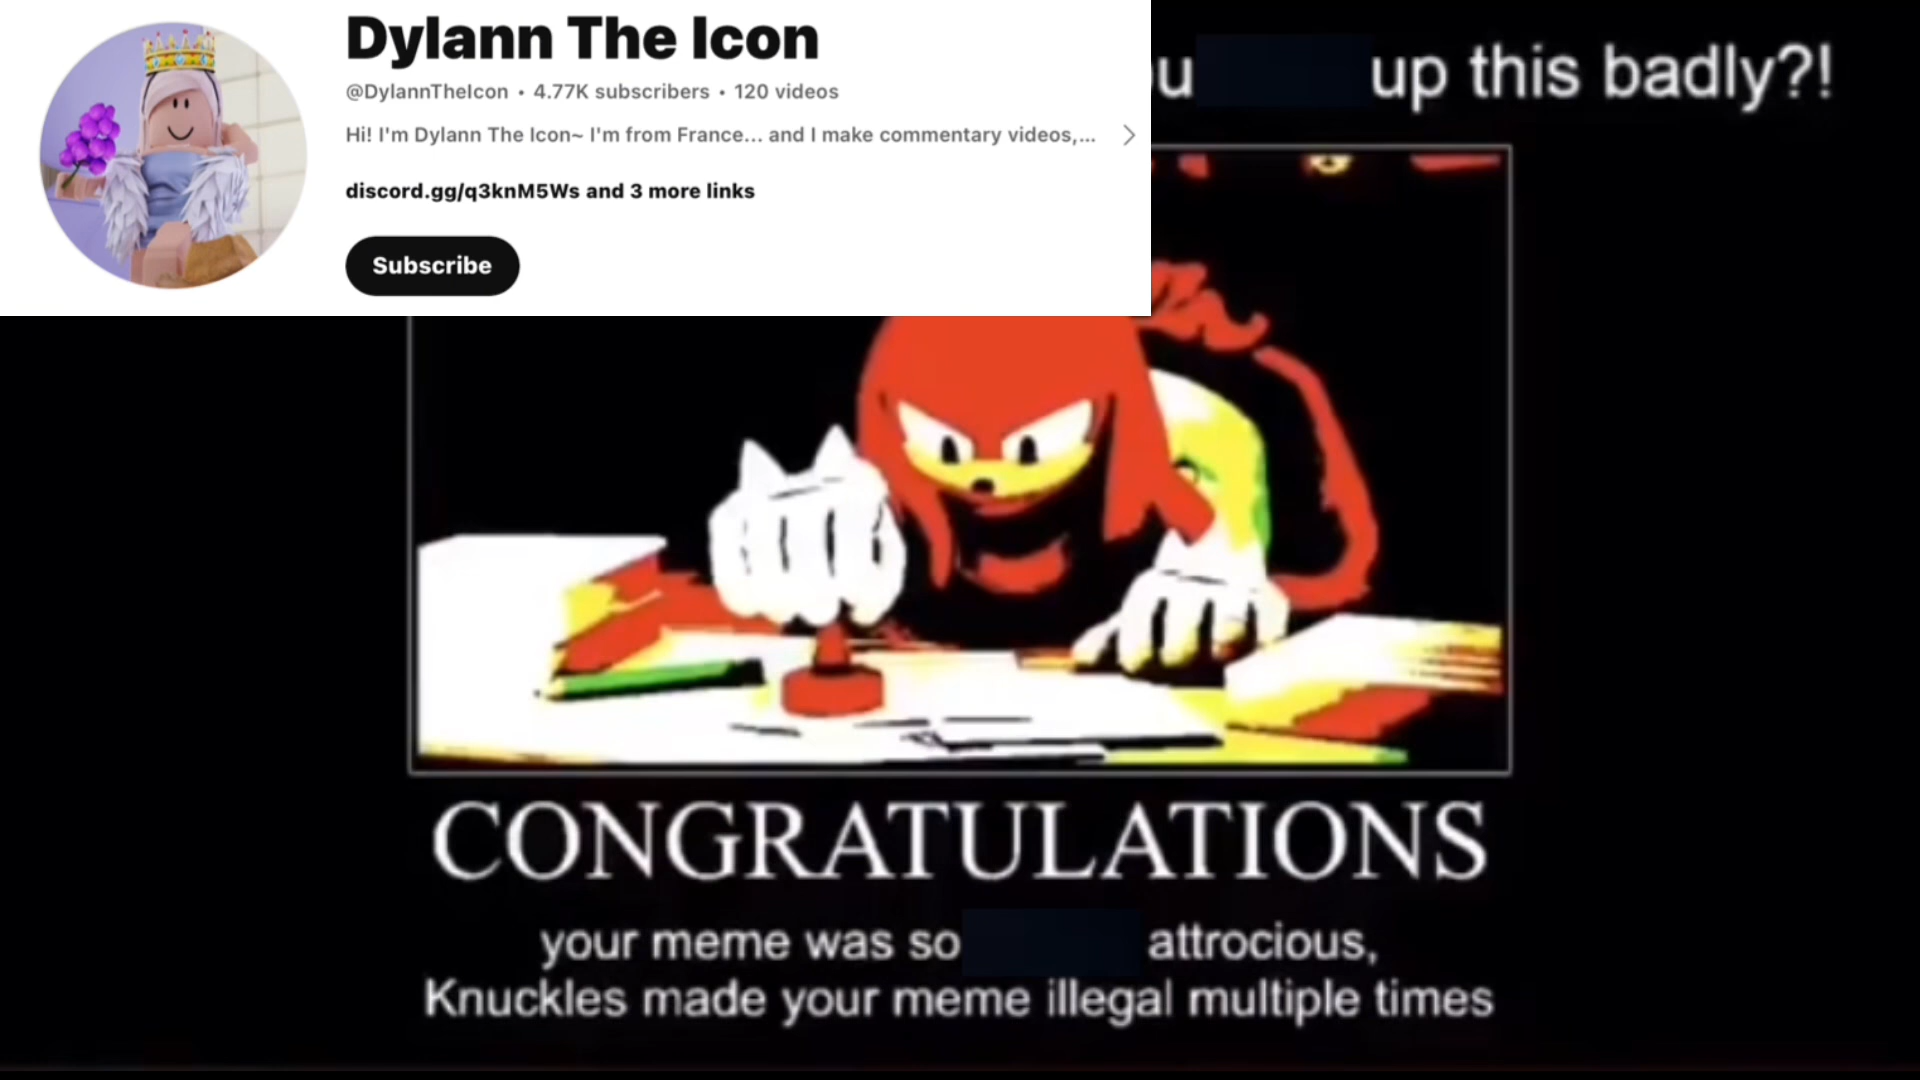 Dylann The Icon
@DylannTheIcon • 4.77K subscribers • 120 videos
Hi! I'm Dylann The Icon~ I'm from France... and I make commentary videos,...
discord.gg/q3knM5Ws and 3 more links
Subscribe
up this badly?!
CONGRATULATIONS
your meme was so attrocious,
Knuckles made your meme illegal multiple times